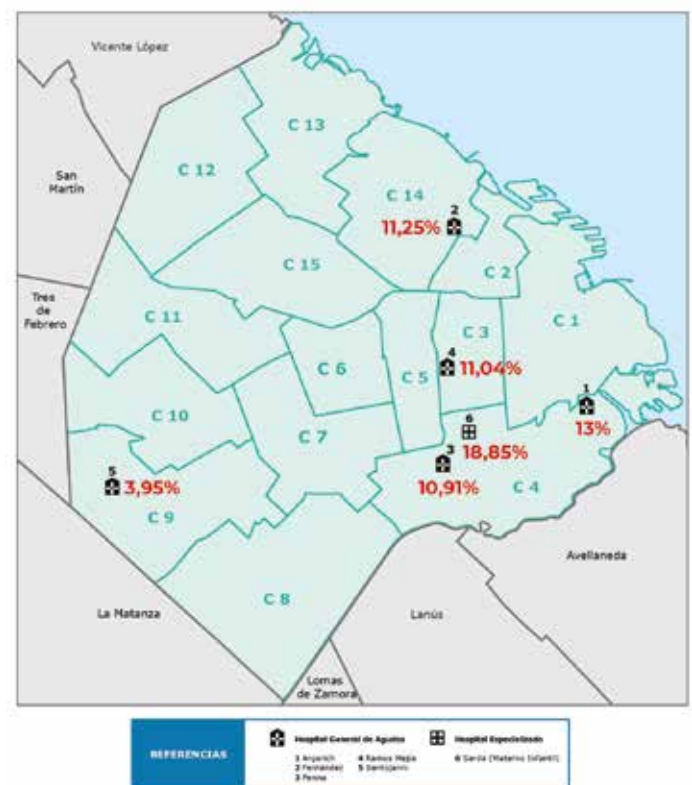 Vicente López
C 13
C 12
San
Martín
C 14
2
11,25%
C 15
C 2
Tres
de
Febrero
C 11
C 1
C 3
4
11,04%
C 6
C 5
1
13%
C 10
6
18,85%
C 7
3
10,91%
C 4
5
3,95%
C 9
Avellaneda
C 8
La Matanza
Lanús
Lomas
de Zamora
REFERENCIAS
Hospital General de Agudos
Hospital Especializado
1 Argerich
4 Ramos Mejía
6 Sardá (Materno Infantil)
2 Fernández
5 Santojanni
3 Penna